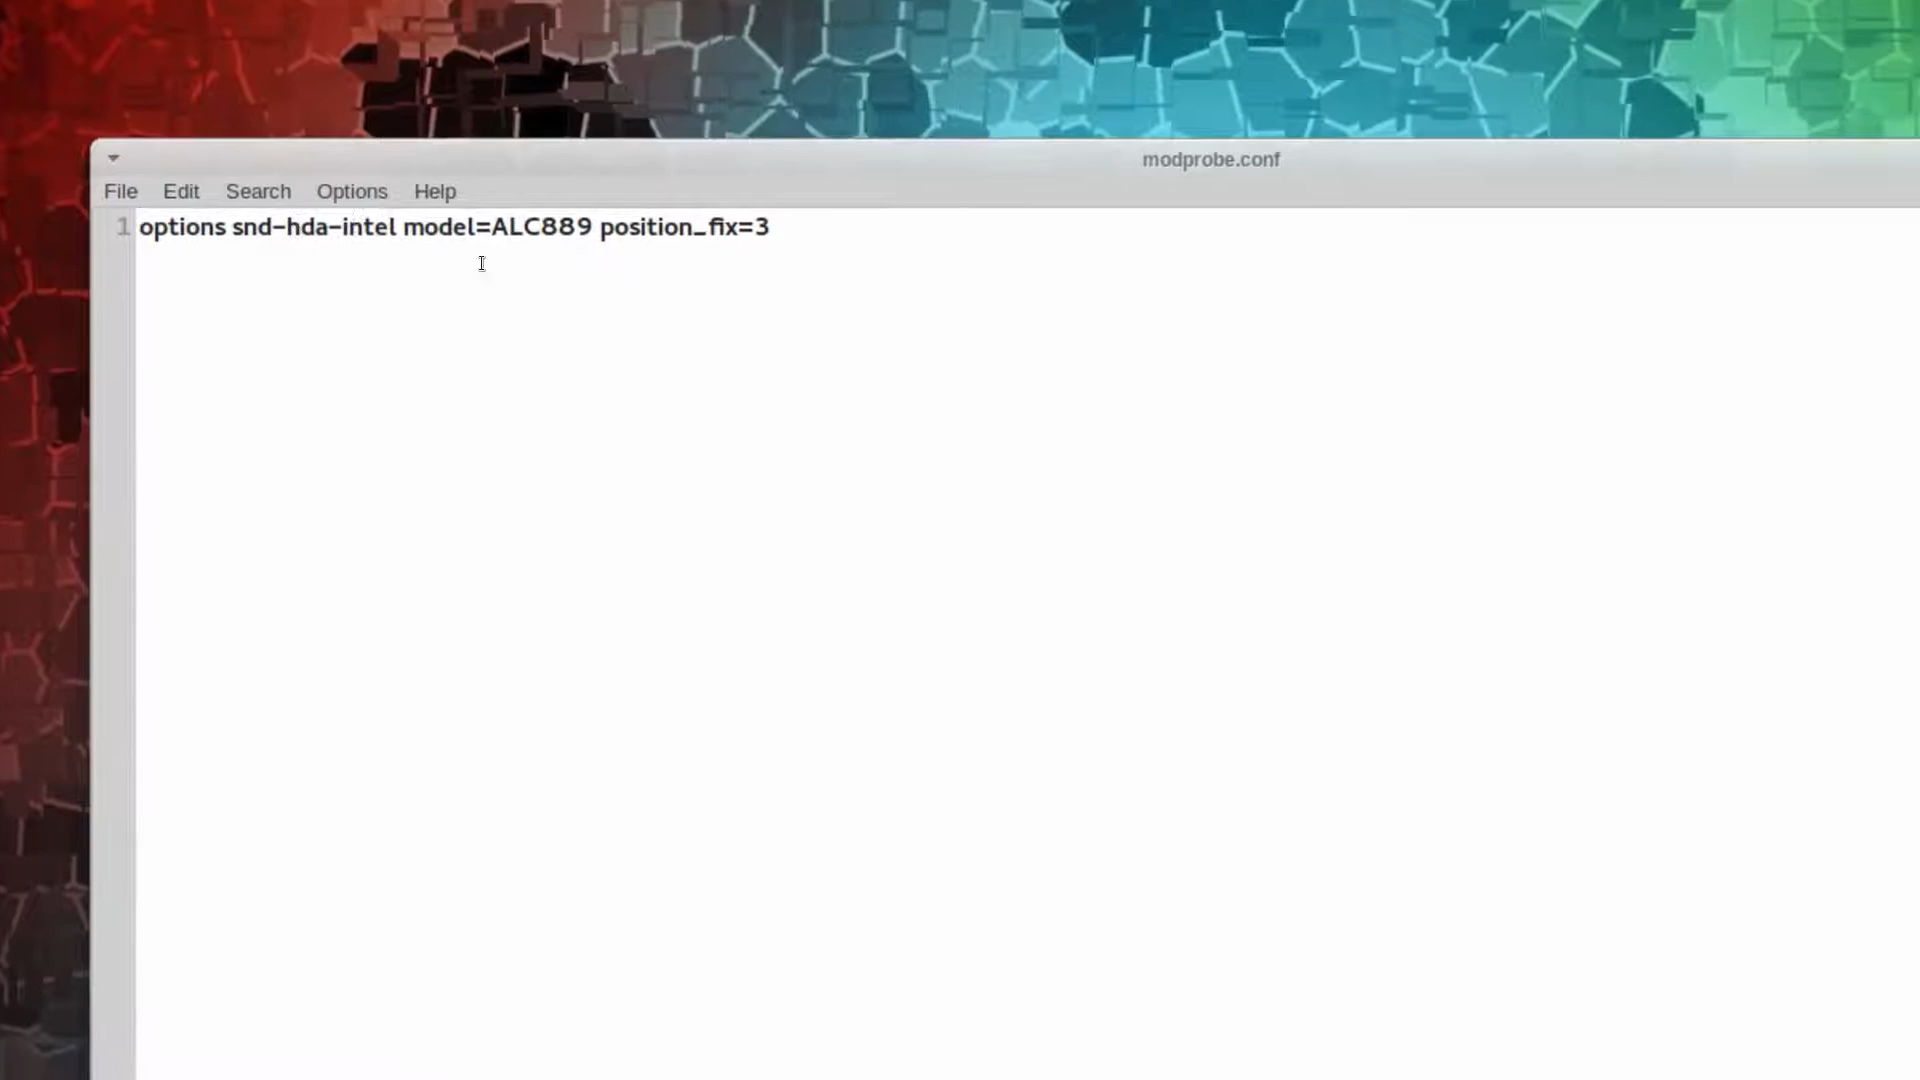 modprobe.conf
File Edit Search Options Help
1 options snd-hda-intel model=ALC889 position_fix=3